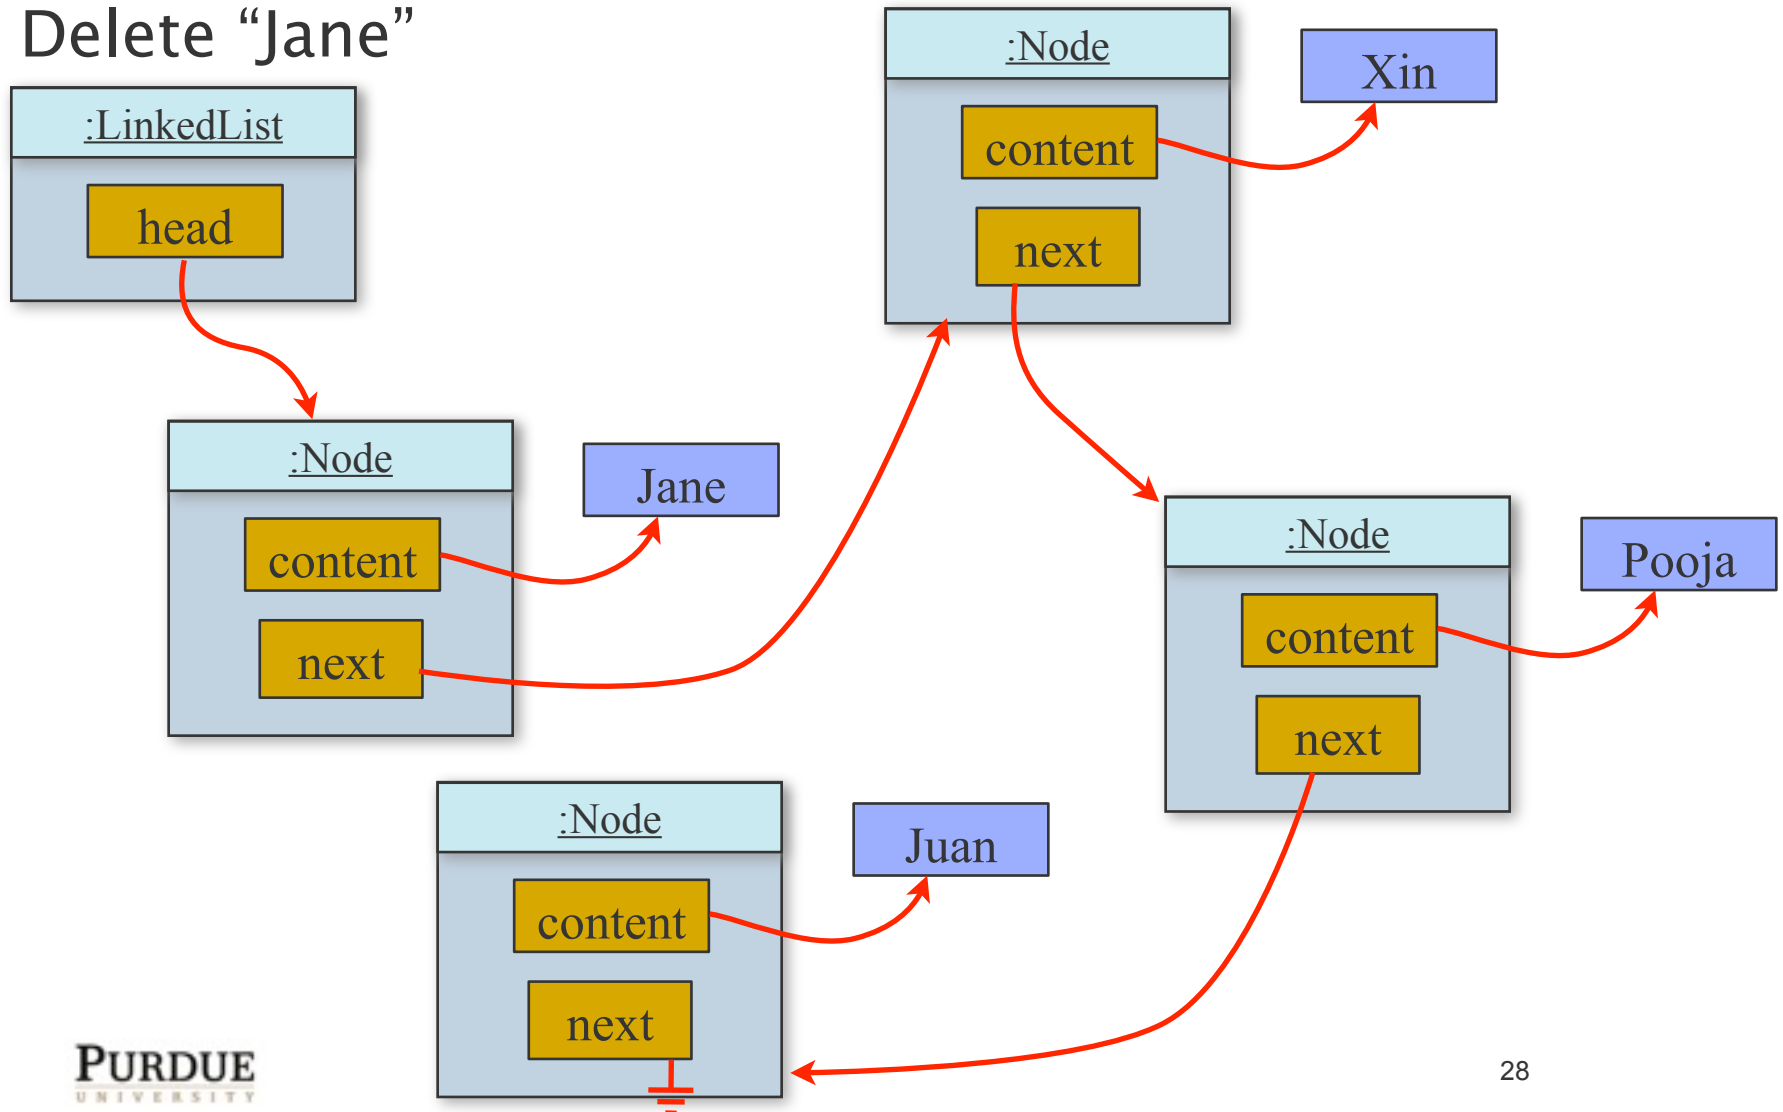 Delete “Jane”
:LinkedList
head
:Node
content
next
Jane
:Node
content
next
Xin
:Node
content
next
Pooja
:Node
content
next
Juan
PURDUE
UNIVERSITY
28